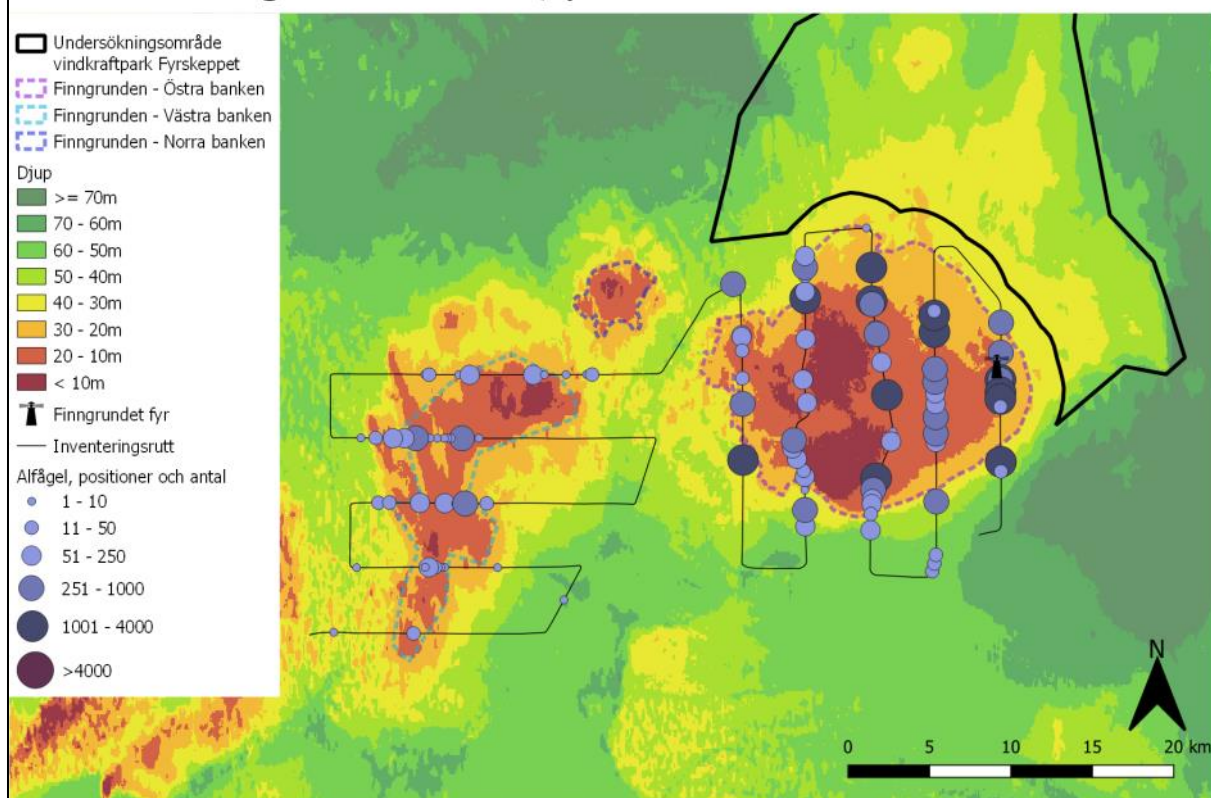 Undersökningsområde
vindkraftpark Fyrskeppet
Finngrunden - Östra banken
Finngrunden - Västra banken
Finngrunden - Norra banken
Djup
>= 70m
70 - 60m
60 - 50m
50 - 40m
40 - 30m
30 - 20m
20 - 10m
< 10m
Finngrundet fyr
Inventeringsrutt
Alfågel, positioner och antal
1 - 10
11 - 50
51 - 250
251 - 1000
1001 - 4000
>4000
N
0 5 10 15 20 km